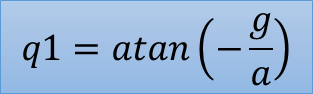 q1 = atan(-g/a)